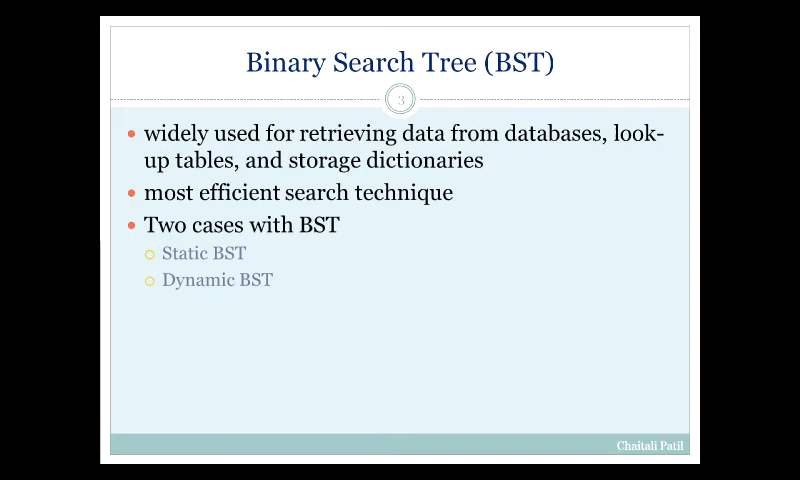 Binary Search Tree (BST)
3
widely used for retrieving data from databases, look-
up tables, and storage dictionaries
most efficient search technique
Two cases with BST
Static BST
Dynamic BST
Chaitali Patil